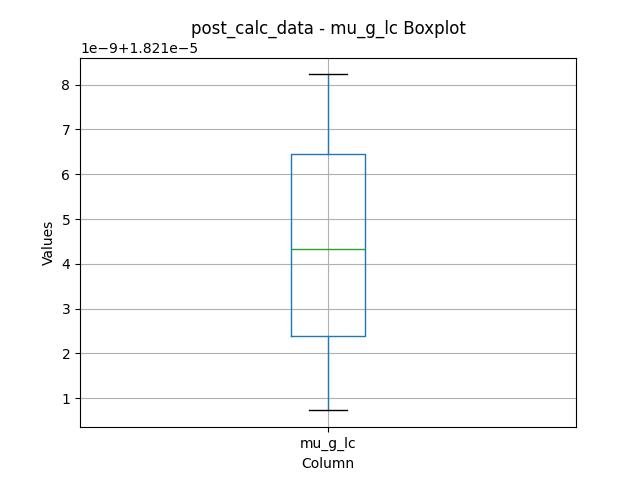 post_calc_data - mu_g_lc Boxplot
1e−9+1.821e−5
8
7
6
5
4
3
2
1
Values
mu_g_lc
Column